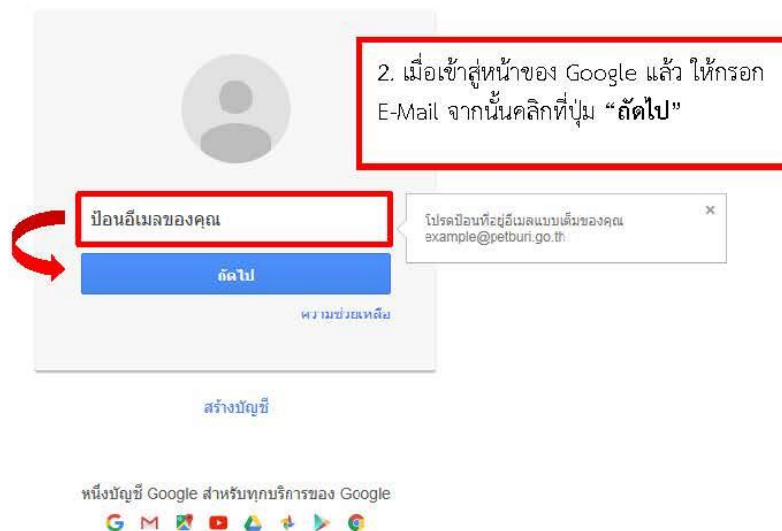 2. เมื่อเข้าสู่หน้าของ Google แล้ว ให้กรอก
E-Mail จากนั้นคลิกที่ปุ่ม “ถัดไป”
ป้อนอีเมลของคุณ
โปรดป้อนที่อยู่อีเมลแบบเต็มของคุณ
example@petburi.go.th
×
ถัดไป
ความช่วยเหลือ
สร้างบัญชี
หนึ่งบัญชี Google สำหรับทุกบริการของ Google